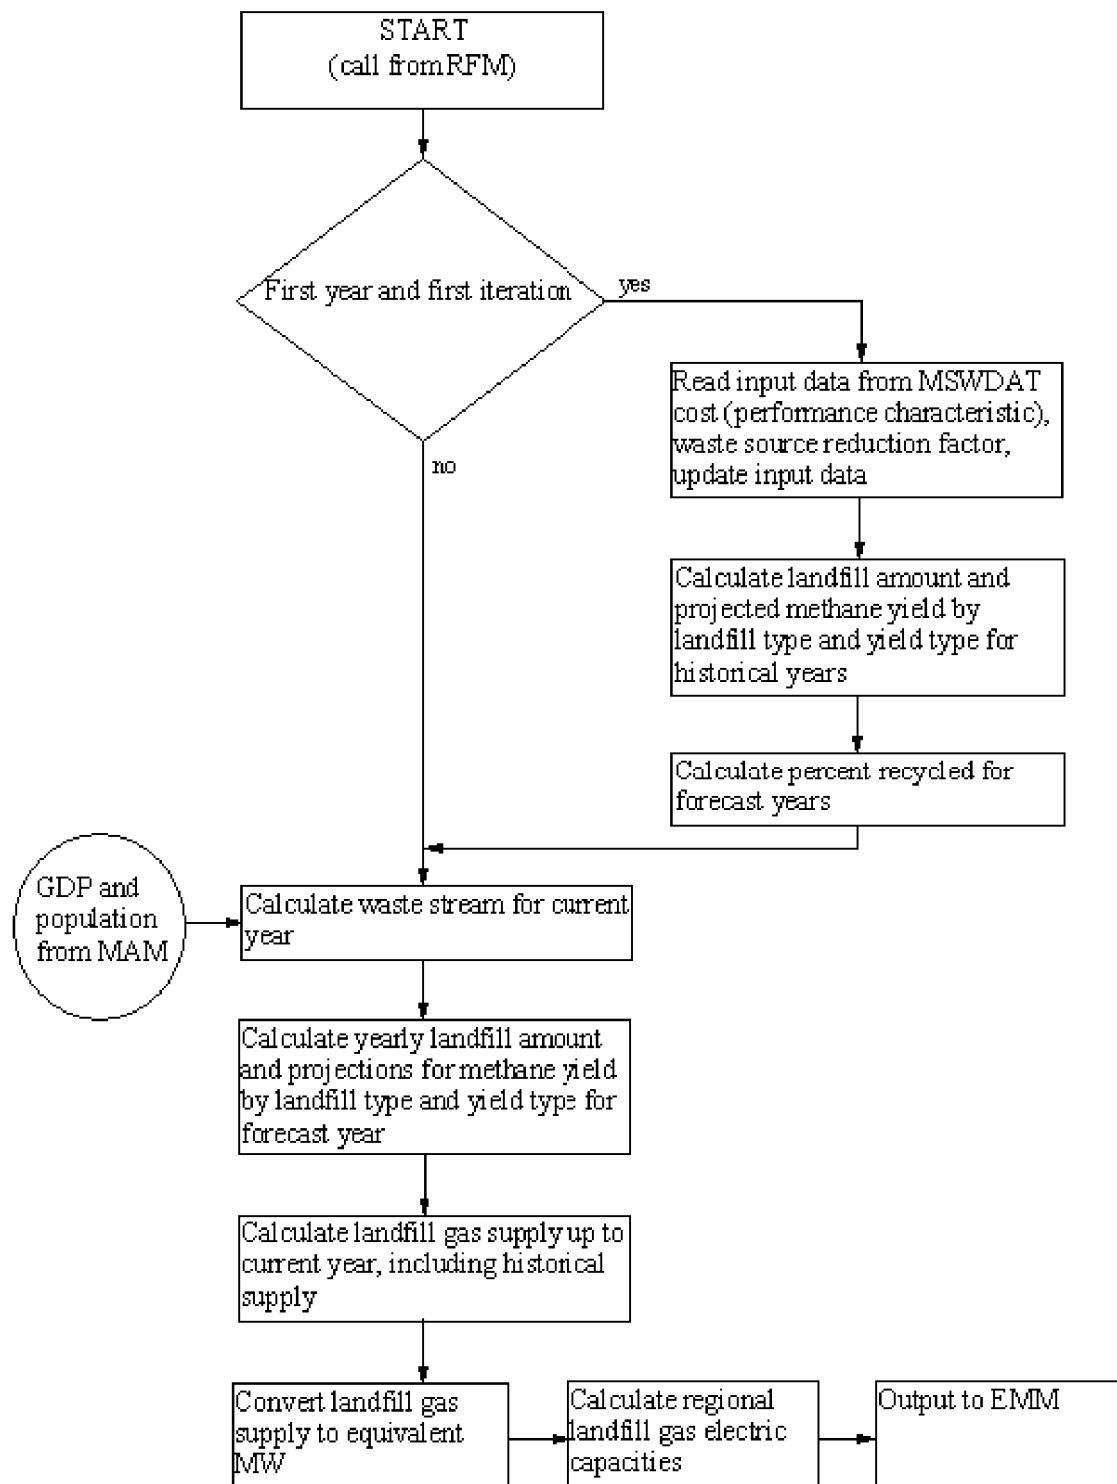 START
(call from RFM)
First year and first iteration
yes
Read input data from MSWDAT
cost (performance characteristic),
waste source reduction factor,
update input data
no
Calculate landfill amount and
projected methane yield by
landfill type and yield type for
historical years
Calculate percent recycled for
forecast years
GDP and
population
from MAM
Calculate waste stream for current
year
Calculate yearly landfill amount
and projections for methane yield
by landfill type and yield type for
forecast year
Calculate landfill gas supply up to
current year, including historical
supply
Convert landfill gas
supply to equivalent
MW
Calculate regional
landfill gas electric
capacities
Output to EMM